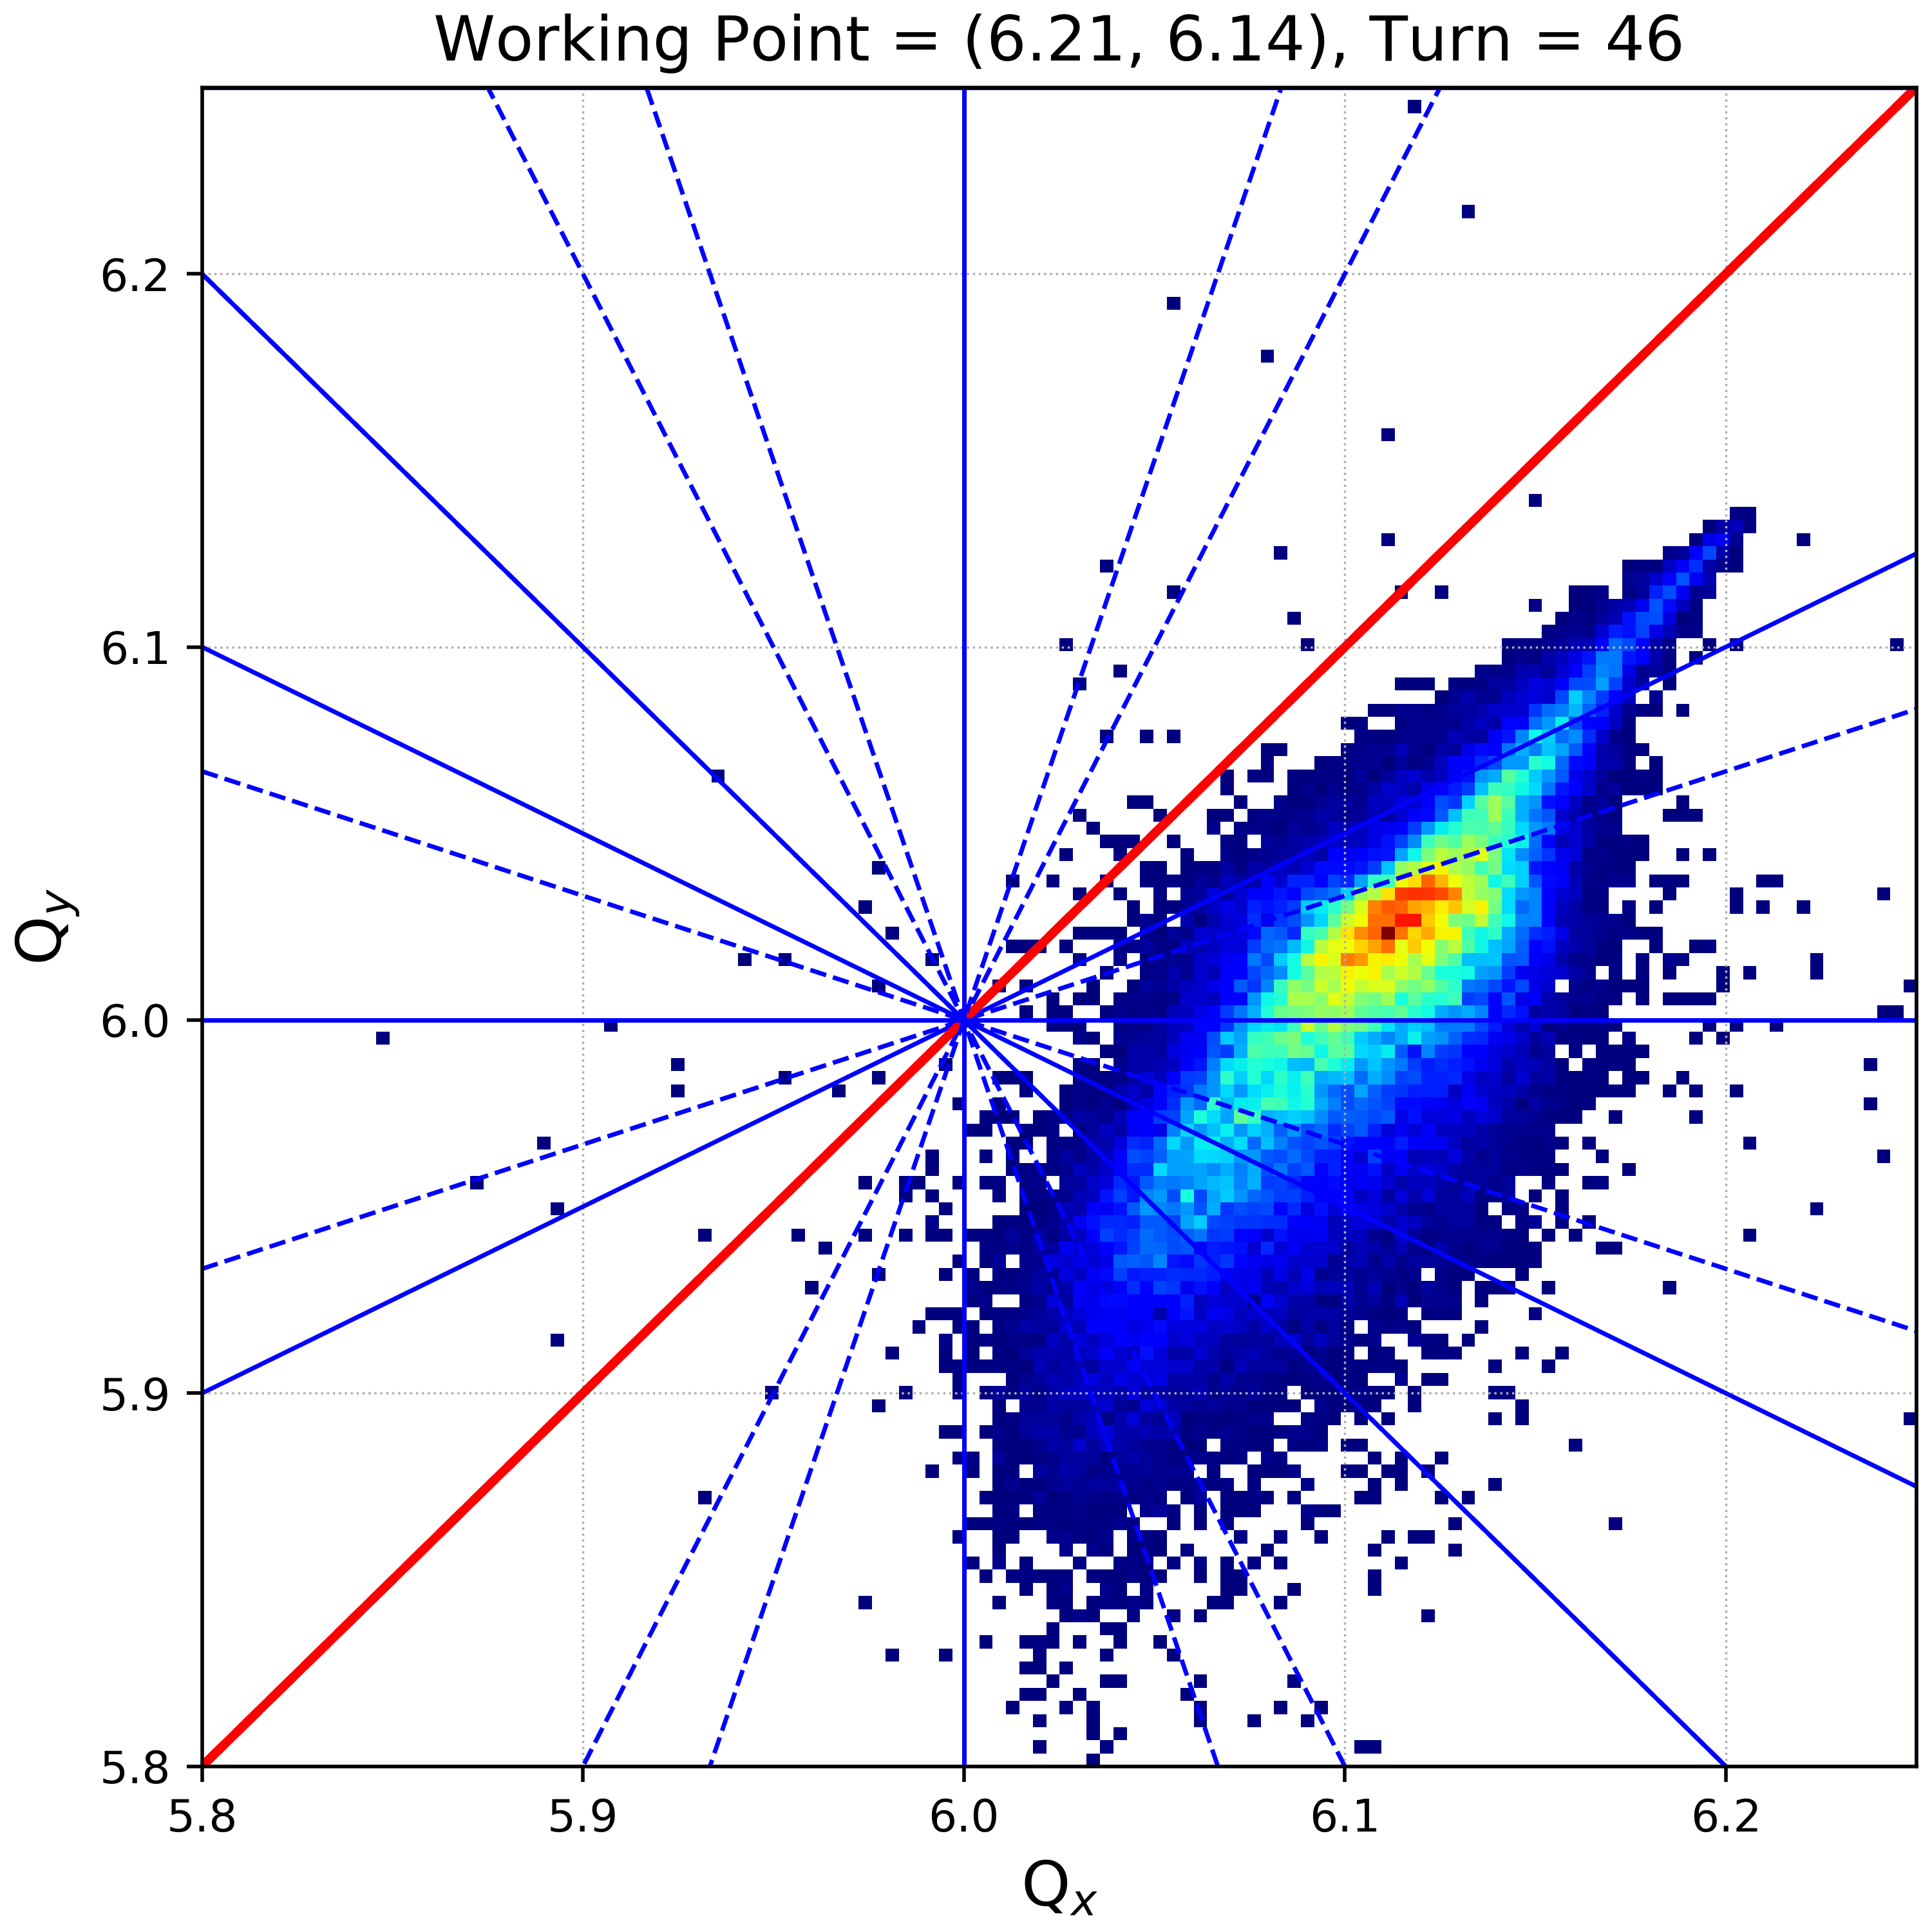 Working Point = (6.21, 6.14), Turn = 46
6.2
6.1
6.0
5.9
5.8
Qy
5.8 5.9 6.0 6.1 6.2
Qx